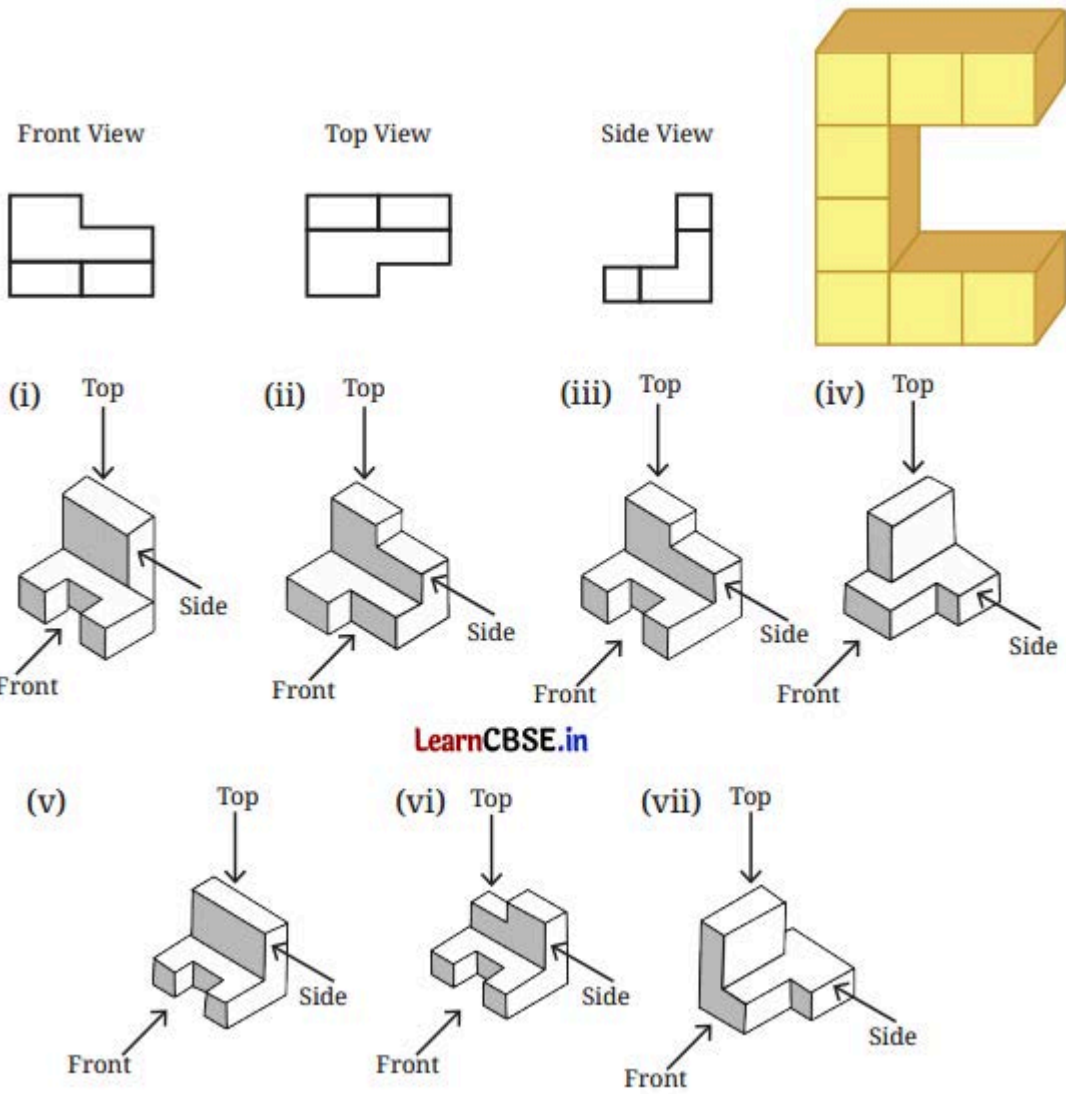 Front View Top View Side View
(i) Top (ii) Top (iii) Top (iv) Top
Side Side Side Side
Front Front Front Front
LearnCBSE.in
(v) Top (vi) Top (vii) Top
Side Side Side
Front Front Front